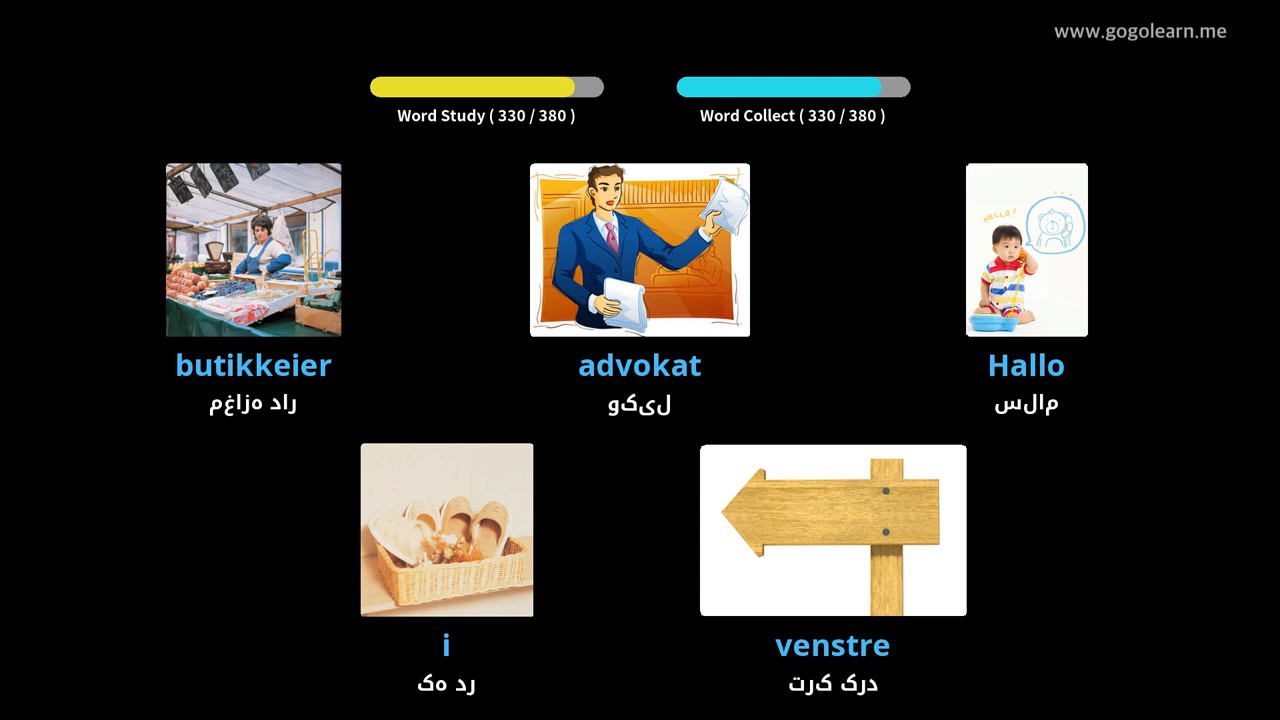 www.gogolearn.me
Word Study ( 330 / 380 )
Word Collect ( 330 / 380 )
HELLO?
butikkeier
راد هزاغم
advokat
لیکو
Hallo
مالس
i
رد هک
venstre
درک کرت